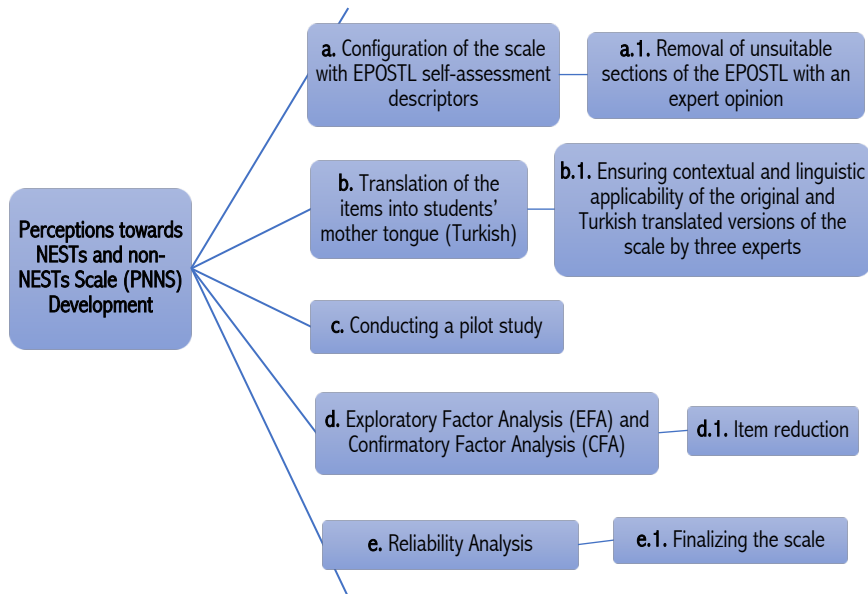 Perceptions towards
NESTs and non-
NESTs Scale (PNNS)
Development
a. Configuration of the scale
with EPOSTL self-assessment
descriptors
a.1. Removal of unsuitable
sections of the EPOSTL with an
expert opinion
b. Translation of the
items into students'
mother tongue (Turkish)
b.1. Ensuring contextual and linguistic
applicability of the original and
Turkish translated versions of the
scale by three experts
c. Conducting a pilot study
d. Exploratory Factor Analysis (EFA) and
Confirmatory Factor Analysis (CFA)
d.1. Item reduction
e. Reliability Analysis
e.1. Finalizing the scale